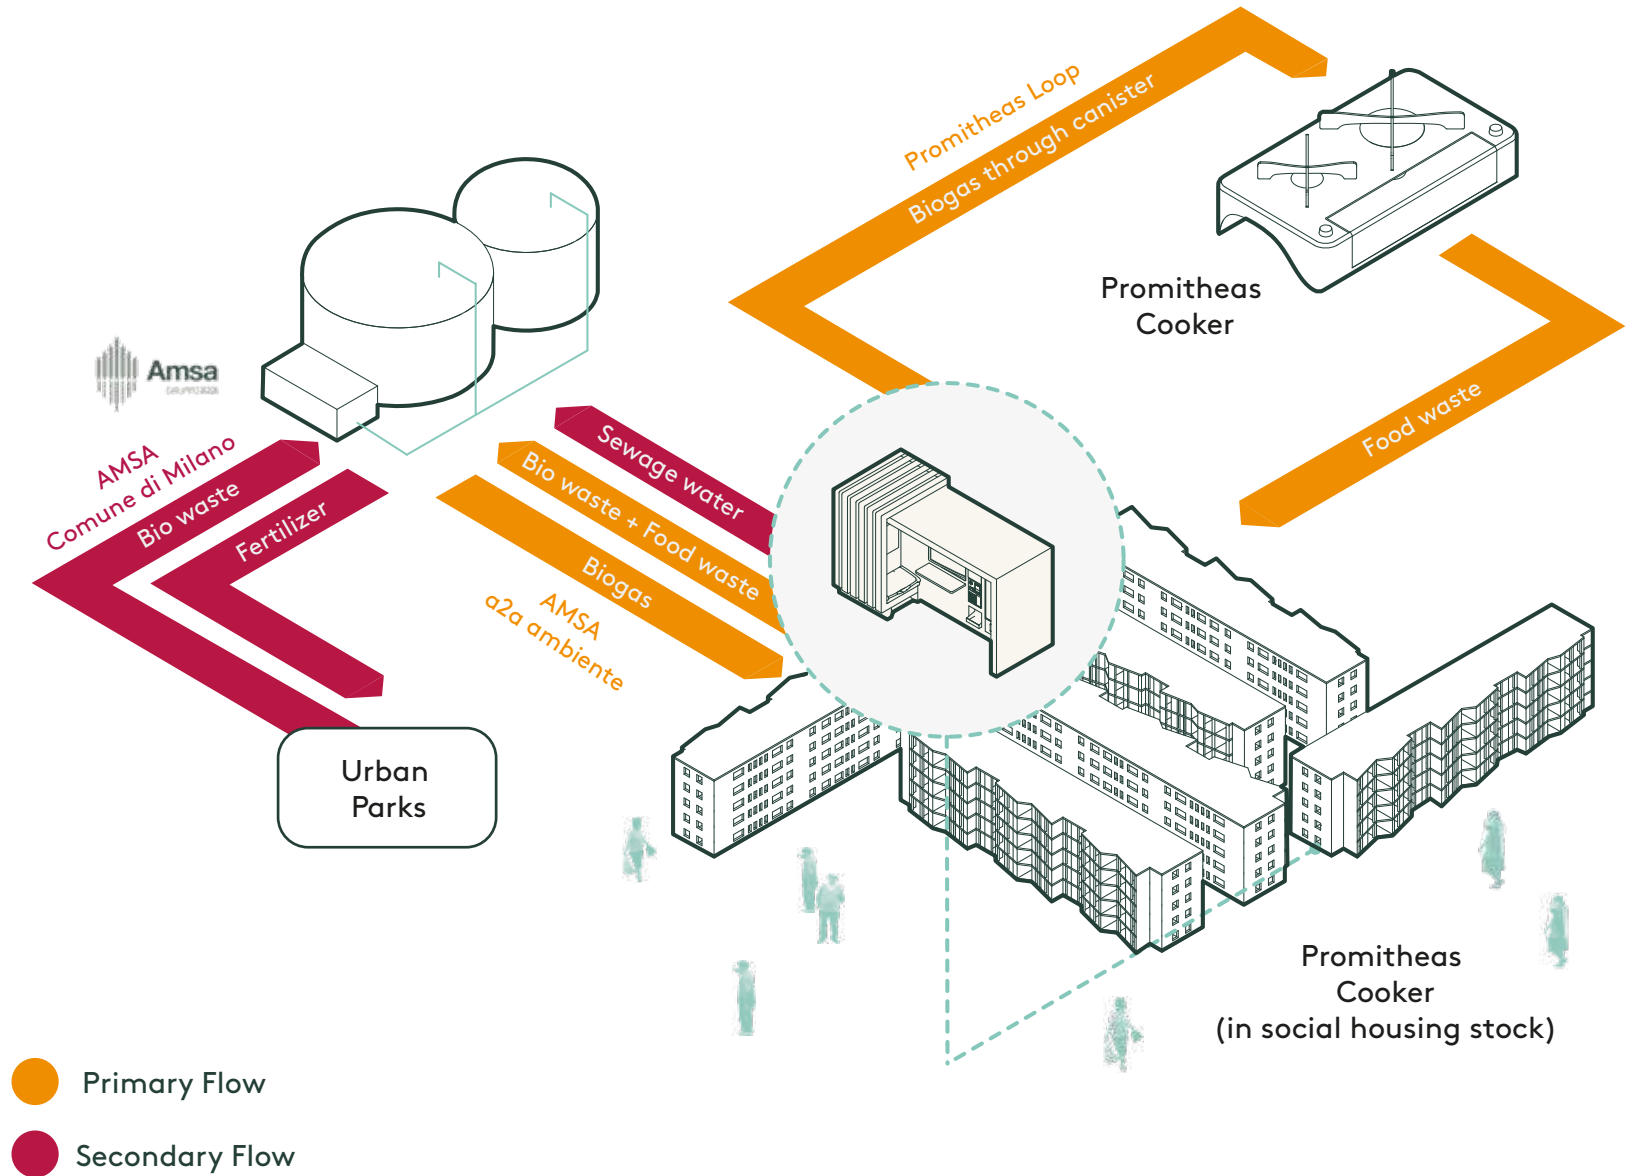 Promitheas Loop
Biogas through canister
Promitheas
Cooker
Food waste
Amsa
AMSA
Comune di Milano
Bio waste
Fertilizer
Sewage water
Bio waste + Food waste
Biogas
AMSA
a2a ambiente
Urban
Parks
Promitheas
Cooker
(in social housing stock)
Primary Flow
Secondary Flow